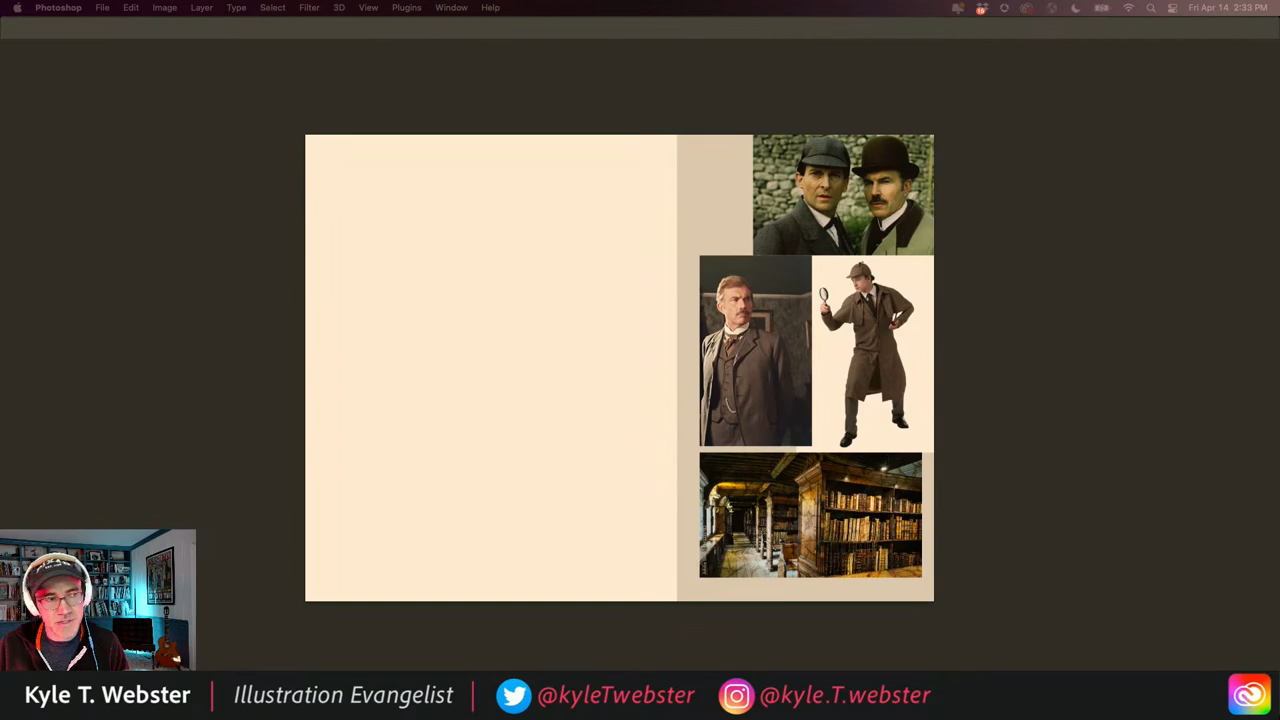 Photoshop File Edit Image Layer Type Select Filter 3D View Plugins Window Help Fri Apr 14 2:33 PM
Kyle T. Webster | Illustration Evangelist @kyleTwebster @kyle.T.webster